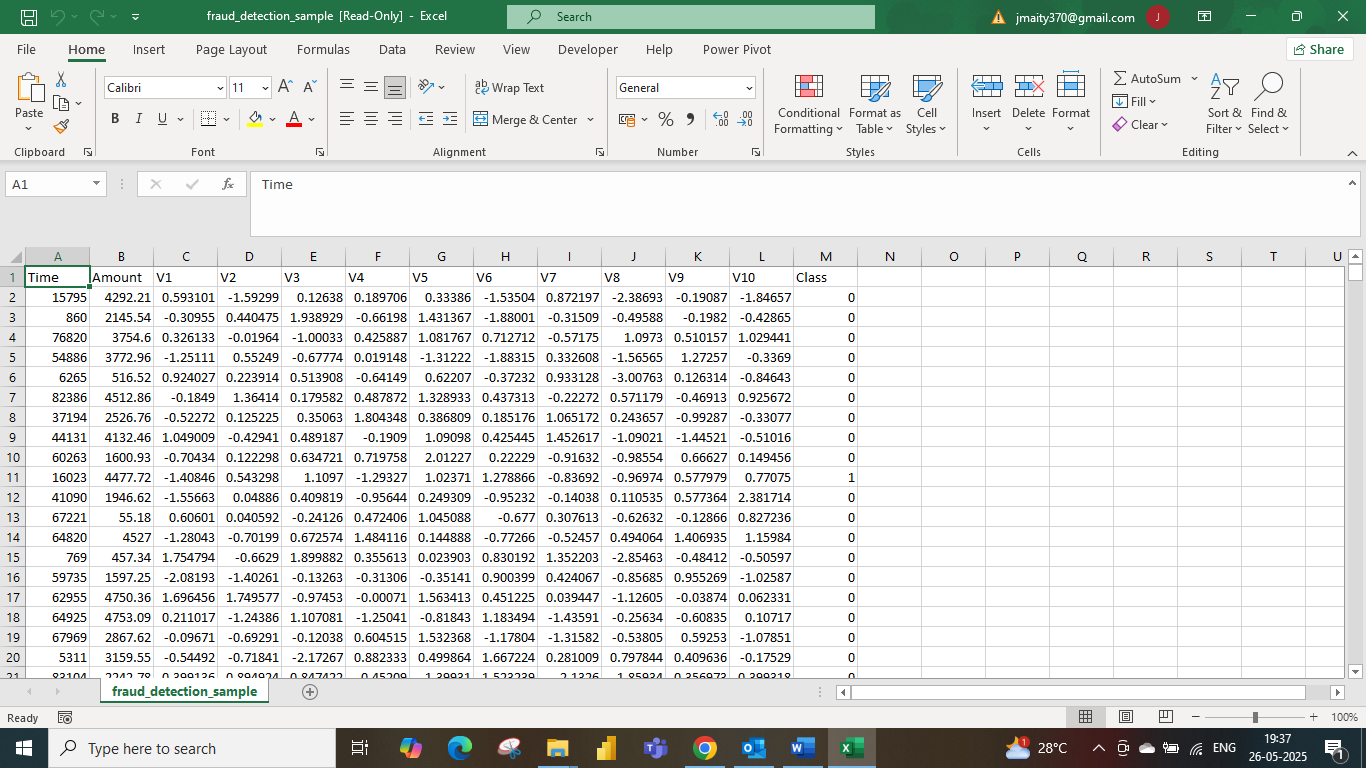 fraud_detection_sample [Read-Only] - Excel
Search
jmaity370@gmail.com
J
File Home Insert Page Layout Formulas Data Review View Developer Help Power Pivot
Share
Paste
Clipboard
Calibri 11
B I U
Font
Wrap Text
Merge & Center
Alignment
General
Number
Conditional Formatting
Format as Table
Cell Styles
Styles
Insert Delete Format
Cells
AutoSum
Fill
Clear
Sort & Filter
Find & Select
Editing
A1 fx Time
A B C D E F G H I J K L M N O P Q R S T U
1 Time Amount V1 V2 V3 V4 V5 V6 V7 V8 V9 V10 Class
2 15795 4292.21 0.593101 -1.59299 0.12638 0.189706 0.33386 -1.53504 0.872197 -2.38693 -0.19087 -1.84657 0
3 860 2145.54 -0.30955 0.440475 1.938929 -0.66198 1.431367 -1.88001 -0.31509 -0.49588 -0.1982 -0.42865 0
4 76820 3754.6 0.326133 -0.01964 -1.00033 0.425887 1.081767 0.712712 -0.57175 1.0973 0.510157 1.029441 0
5 54886 3772.96 -1.25111 0.55249 -0.67774 0.019148 -1.31222 -1.88315 0.332608 -1.56565 1.27257 -0.3369 0
6 6265 516.52 0.924027 0.223914 0.513908 -0.64149 0.62207 -0.37232 0.933128 -3.00763 0.126314 -0.84643 0
7 82386 4512.86 -0.1849 1.36414 0.179582 0.487872 1.328933 0.437313 -0.22272 0.571179 -0.46913 0.925672 0
8 37194 2526.76 -0.52272 0.125225 0.35063 1.804348 0.386809 0.185176 1.065172 0.243657 -0.99287 -0.33077 0
9 44131 4132.46 1.049009 -0.42941 0.489187 -0.1909 1.09098 0.425445 1.452617 -1.09021 -1.44521 -0.51016 0
10 60263 1600.93 -0.70434 0.122298 0.634721 0.719758 2.01227 0.22229 -0.91632 -0.98554 0.66627 0.149456 0
11 16023 4477.72 -1.40846 0.543298 1.1097 -1.29327 1.02371 1.278866 -0.83692 -0.96974 0.577979 0.77075 1
12 41090 1946.62 -1.55663 0.04886 0.409819 -0.95644 0.249309 -0.95232 -0.14038 0.110535 0.577364 2.381714 0
13 67221 55.18 0.60601 0.040592 -0.24126 0.472406 1.045088 -0.677 0.307613 -0.62632 -0.12866 0.827236 0
14 64820 4527 -1.28043 -0.70199 0.672574 1.484116 0.144888 -0.77266 -0.52457 0.494064 1.406935 1.15984 0
15 769 457.34 1.754794 -0.6629 1.899882 0.355613 0.023903 0.830192 1.352203 -2.85463 -0.48412 -0.50597 0
16 59735 1597.25 -2.08193 -1.40261 -0.13263 -0.31306 -0.35141 0.900399 0.424067 -0.85685 0.955269 -1.02587 0
17 62955 4750.36 1.696456 1.749577 -0.97453 -0.00071 1.563413 0.451225 0.039447 -1.12605 -0.03874 0.062331 0
18 64925 4753.09 0.211017 -1.24386 1.107081 -1.25041 -0.81843 1.183494 -1.43591 -0.25634 -0.60835 0.10717 0
19 67969 2867.62 -0.09671 -0.69291 -0.12038 0.604515 1.532368 -1.17804 -1.31582 -0.53805 0.59253 -1.07851 0
20 5311 3159.55 -0.54492 -0.71841 -2.17267 0.882333 0.499864 1.667224 0.281009 0.797844 0.409636 -0.17529 0
fraud_detection_sample
Ready
100%
Type here to search
1
28°C
ENG
19:37
26-05-2025
1